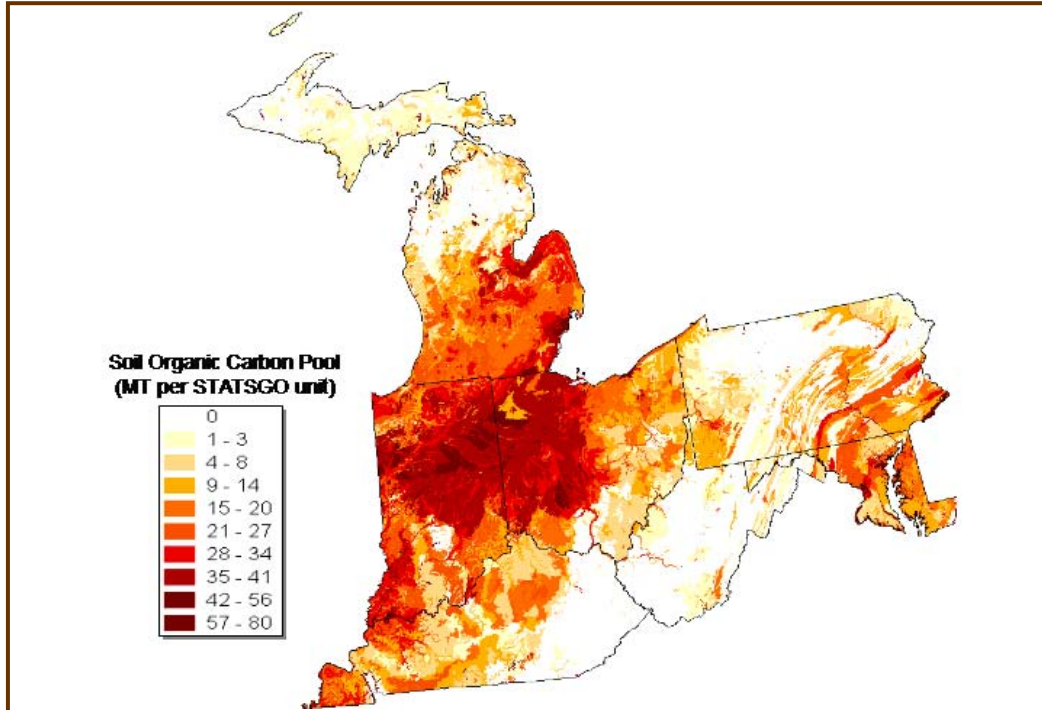 Soil Organic Carbon Pool
(MT per STATSGO unit)
0
1 - 3
4 - 8
9 - 14
15 - 20
21 - 27
28 - 34
35 - 41
42 - 56
57 - 80